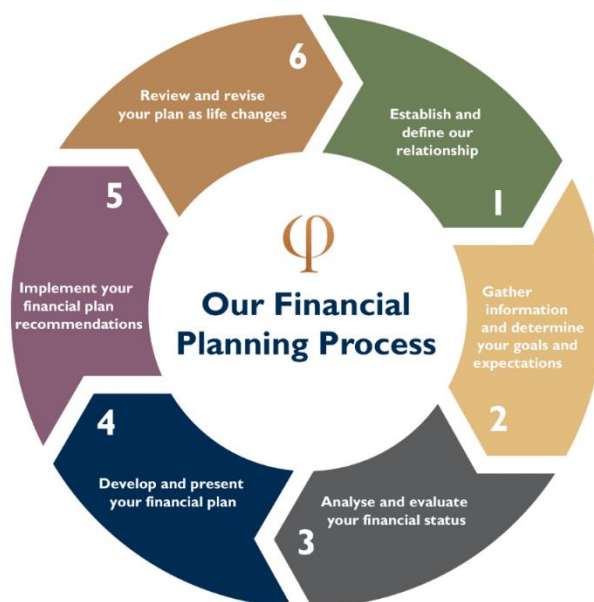 φ
Our Financial
Planning Process
1
Establish and
define our
relationship
2
Gather
information
and determine
your goals and
expectations
3
Analyse and evaluate
your financial status
4
Develop and present
your financial plan
5
Implement your
financial plan
recommendations
6
Review and revise
your plan as life changes